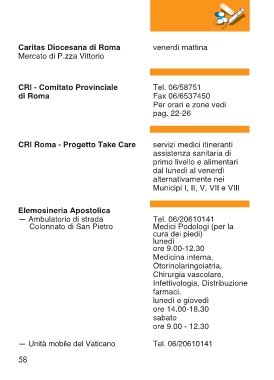 Caritas Diocesana di Roma venerdì mattina
Mercato di P.zza Vittorio
CRI - Comitato Provinciale Tel. 06/58751
di Roma Fax 06/6537450
Per orari e zone vedi
pag. 22-26
CRI Roma - Progetto Take Care servizi medici itineranti
assistenza sanitaria di
primo livello e alimentari
dal lunedì al venerdì
alternativamente nei
Municipi I, II, V, VII e VIII
Elemosineria Apostolica
— Ambulatorio di strada Tel. 06/20610141
Colonnato di San Pietro Medici Podologi (per la
cura dei piedi)
lunedì
ore 9.00-12.30
Medicina interna,
Otorinolaringoiatria,
Chirurgia vascolare,
Infettivologia, Distribuzione
farmaci.
lunedì e giovedì
ore 14.00-18.30
sabato
ore 9.00 - 12.30
— Unità mobile del Vaticano Tel. 06/20610141
58